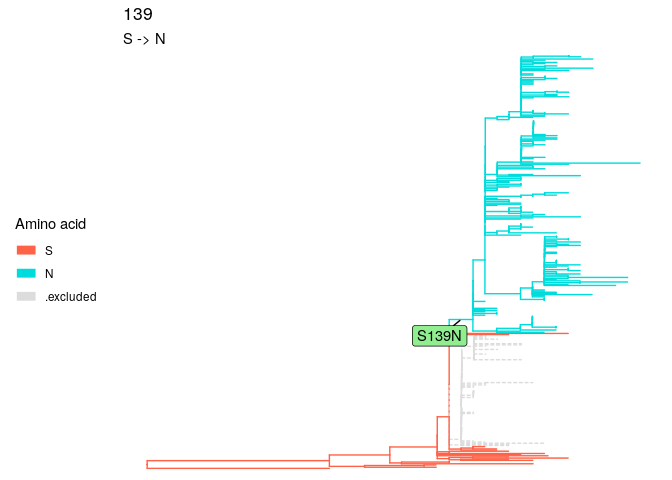 139
S -> N
Amino acid
S
N
.excluded
S139N